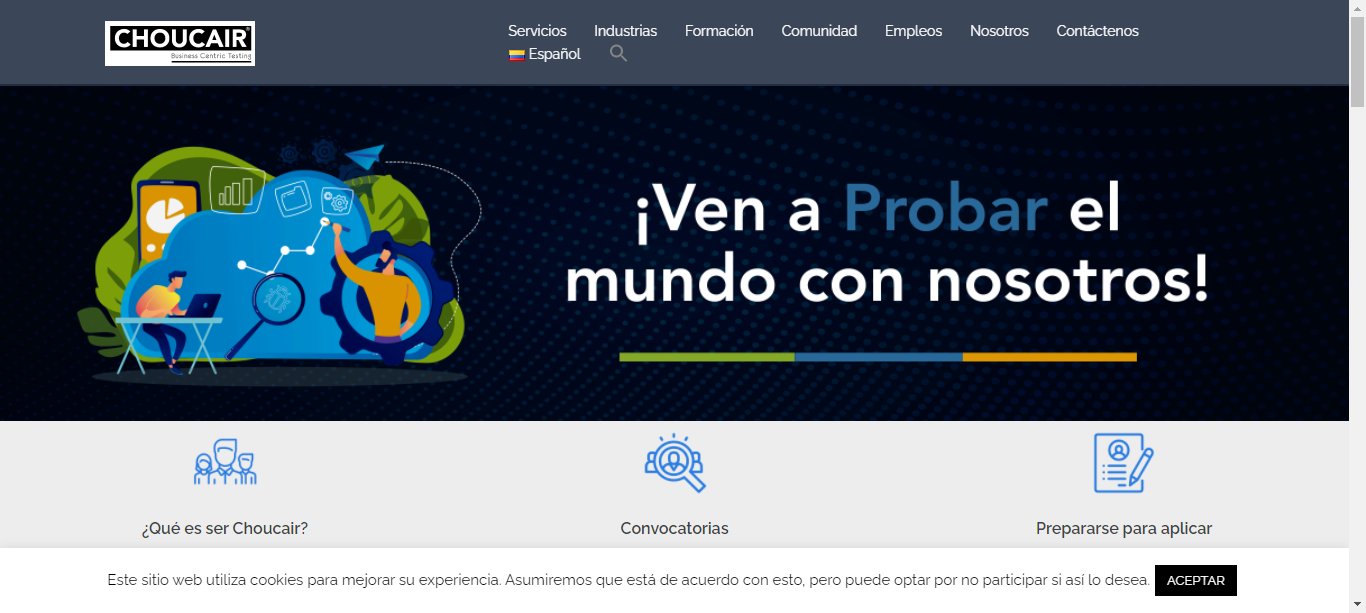 CHOUCAIR
Business Centric Testing
Servicios Industrias Formación Comunidad Empleos Nosotros Contáctenos
Español
¡Ven a Probar el
mundo con nosotros!
¿Qué es ser Choucair? Convocatorias Prepararse para aplicar
Este sitio web utiliza cookies para mejorar su experiencia. Asumiremos que está de acuerdo con esto, pero puede optar por no participar si así lo desea. ACEPTAR